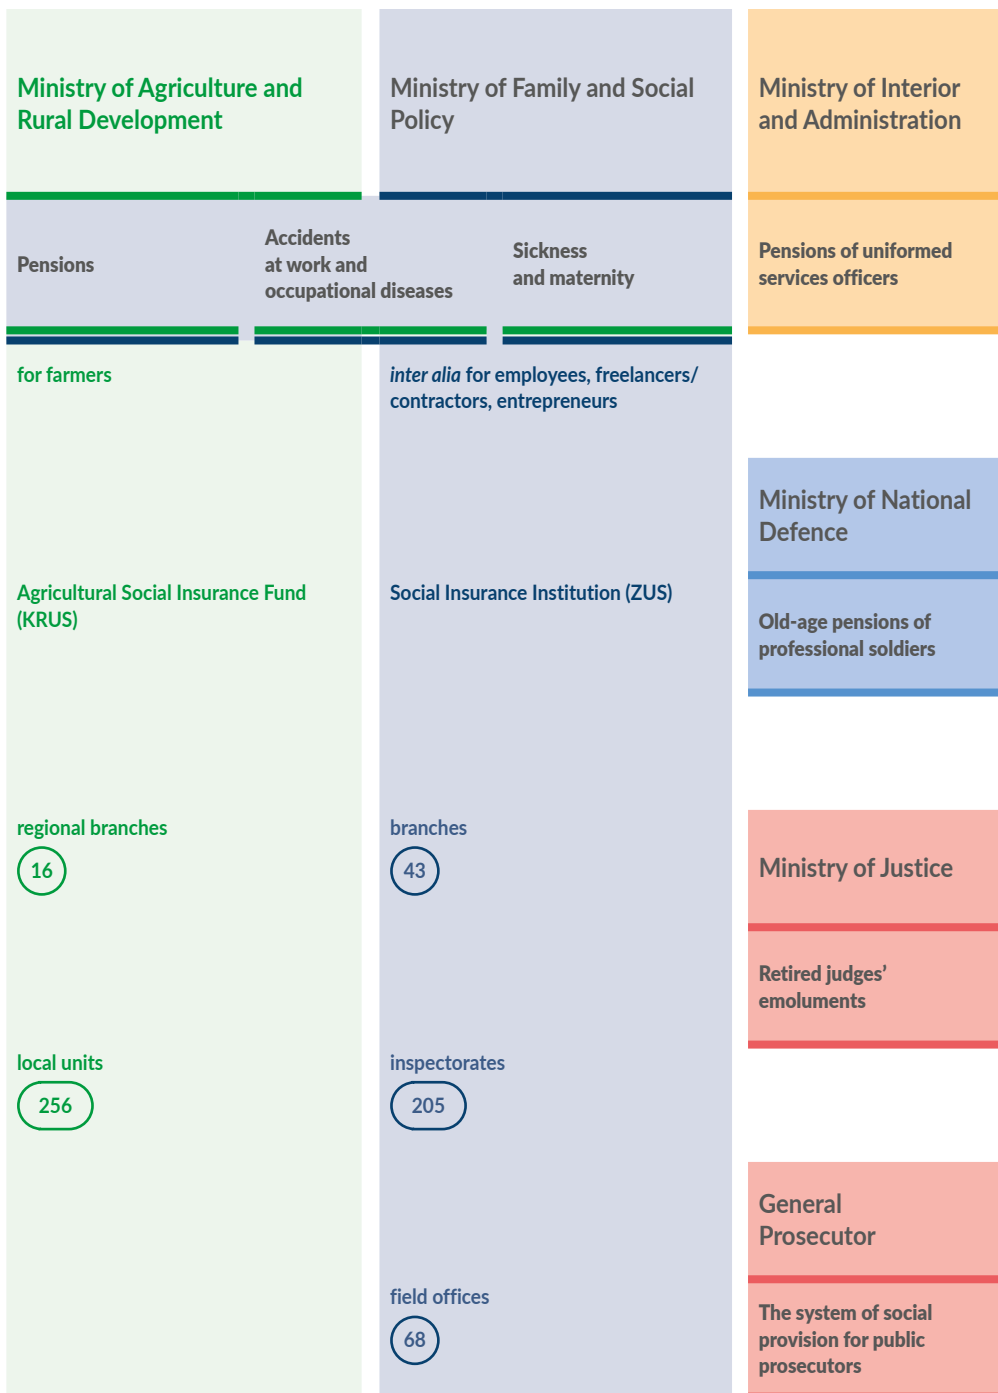 Ministry of Agriculture and
Rural Development
Ministry of Family and Social
Policy
Ministry of Interior
and Administration
Pensions
Accidents
at work and
occupational diseases
Sickness
and maternity
Pensions of uniformed
services officers
for farmers
inter alia for employees, freelancers/
contractors, entrepreneurs
Ministry of National
Defence
Agricultural Social Insurance Fund
(KRUS)
Social Insurance Institution (ZUS)
Old-age pensions of
professional soldiers
regional branches
16
branches
43
Ministry of Justice
Retired judges’
emoluments
local units
256
inspectorates
205
General
Prosecutor
field offices
68
The system of social
provision for public
prosecutors